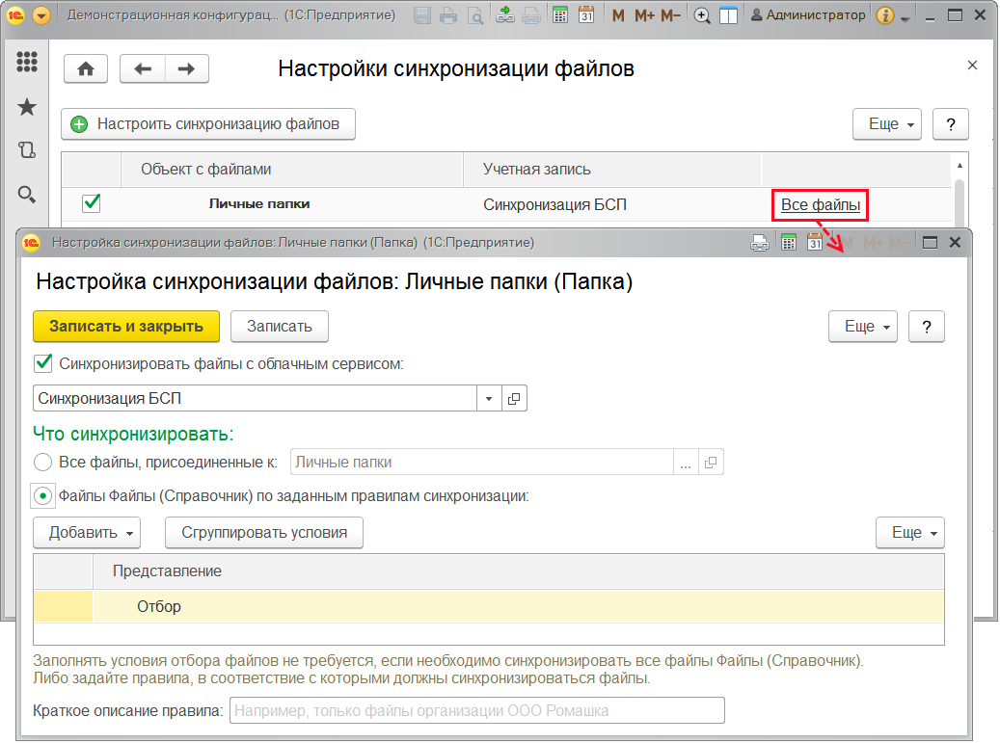 Демонстрационная конфигурац... (1С:Предприятие) 31 M M+ M- Администратор
Настройки синхронизации файлов
Настроить синхронизацию файлов Еще ?
Объект с файлами Учетная запись
Личные папки Синхронизация БСП Все файлы
Настройка синхронизации файлов: Личные папки (Папка) (1С:Предприятие) 31 M M+ M-
Настройка синхронизации файлов: Личные папки (Папка)
Записать и закрыть Записать Еще ?
Синхронизировать файлы с облачным сервисом:
Синхронизация БСП
Что синхронизировать:
Все файлы, присоединенные к: Личные папки ...
Файлы Файлы (Справочник) по заданным правилам синхронизации:
Добавить Сгруппировать условия Еще
Представление
Отбор
Заполнять условия отбора файлов не требуется, если необходимо синхронизировать все файлы Файлы (Справочник).
Либо задайте правила, в соответствие с которыми должны синхронизироваться файлы.
Краткое описание правила: Например, только файлы организации ООО Ромашка